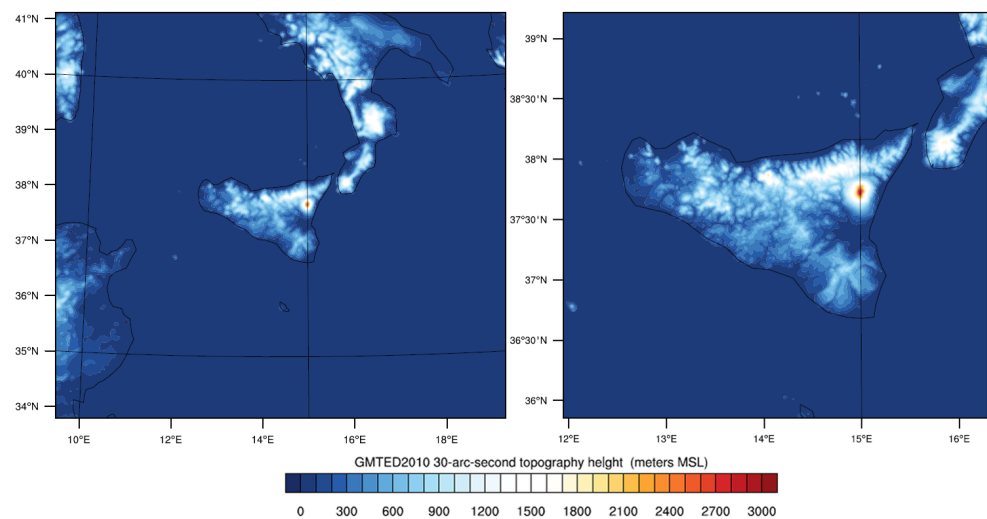 41°N
40°N
39°N
38°N
37°N
36°N
35°N
34°N
10°E 12°E 14°E 16°E 18°E
39°N
38°30'N
38°N
37°30'N
37°N
36°30'N
36°N
12°E 13°E 14°E 15°E 16°E
GMTED2010 30-arc-second topography height (meters MSL)
0 300 600 900 1200 1500 1800 2100 2400 2700 3000